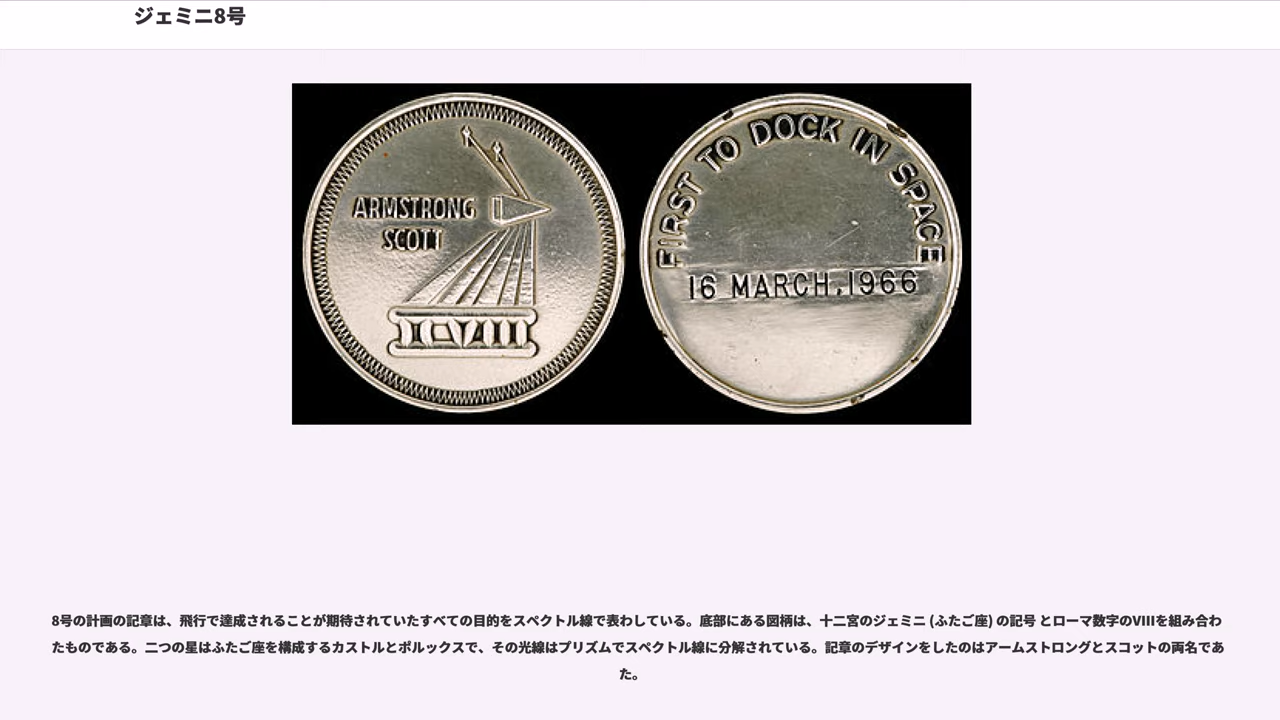 ジェミニ8号
ARMSTRONG
SCOTT
VIII
FIRST TO DOCK IN SPACE
16 MARCH.1966
8号の計画の記章は、飛行で達成されることが期待されていたすべての目的をスペクトル線で表わしている。底部にある図柄は、十二宮のジェミニ (ふたご座) の記号 とローマ数字のVIIIを組み合わ
たものである。二つの星はふたご座を構成するカストルとポルックスで、その光線はプリズムでスペクトル線に分解されている。記章のデザインをしたのはアームストロングとスコットの両名であ
た。